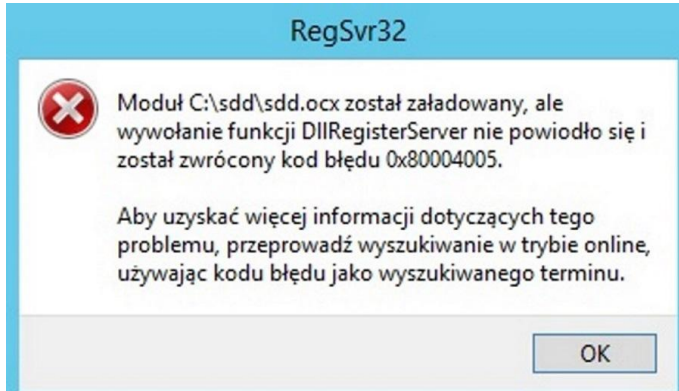 RegSvr32
Moduł C:\sdd\sdd.ocx został załadowany, ale
wywołanie funkcji DllRegisterServer nie powiodło się i
został zwrócony kod błędu 0x80004005.
Aby uzyskać więcej informacji dotyczących tego
problemu, przeprowadź wyszukiwanie w trybie online,
używając kodu błędu jako wyszukiwanego terminu.
OK